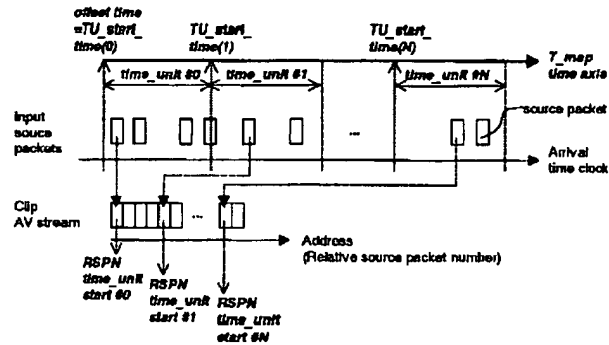 offset time
=TU_start_
time(0)
TU_start_
time(1)
TU_start_
time(N)
T_map
time axis
time_unit #0
time_unit #1
time_unit #N
source packet
Input
souce
packets
...
Arrival
time clock
Clip
AV stream
...
Address
(Relative source packet number)
RSPN
time_unit
start #0
RSPN
time_unit
start #1
RSPN
time_unit
start #N